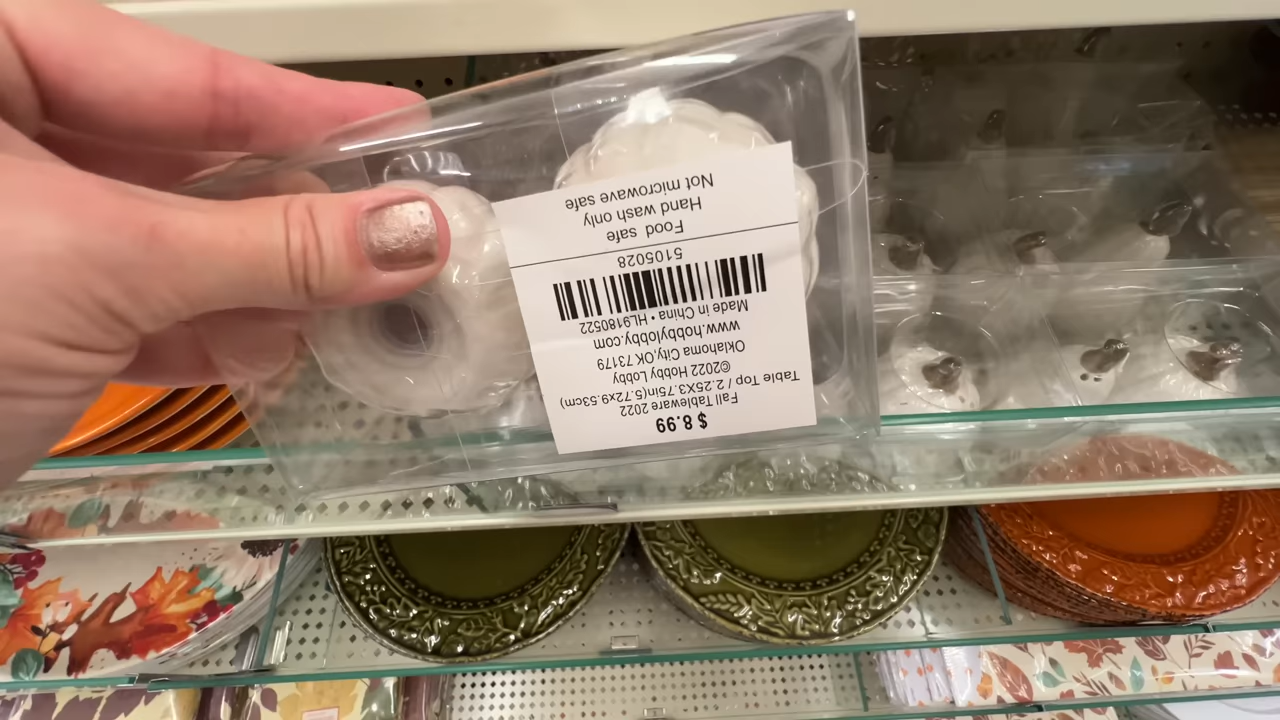 $ 8.99
Fall Tableware 2022
Table Top / 2.25X3.75in(5.72x9.53cm)
©2022 Hobby Lobby
Oklahoma City,OK 73179
www.hobbylobby.com
Made in China • HL9180522
5105028
Food safe
Hand wash only
Not microwave safe